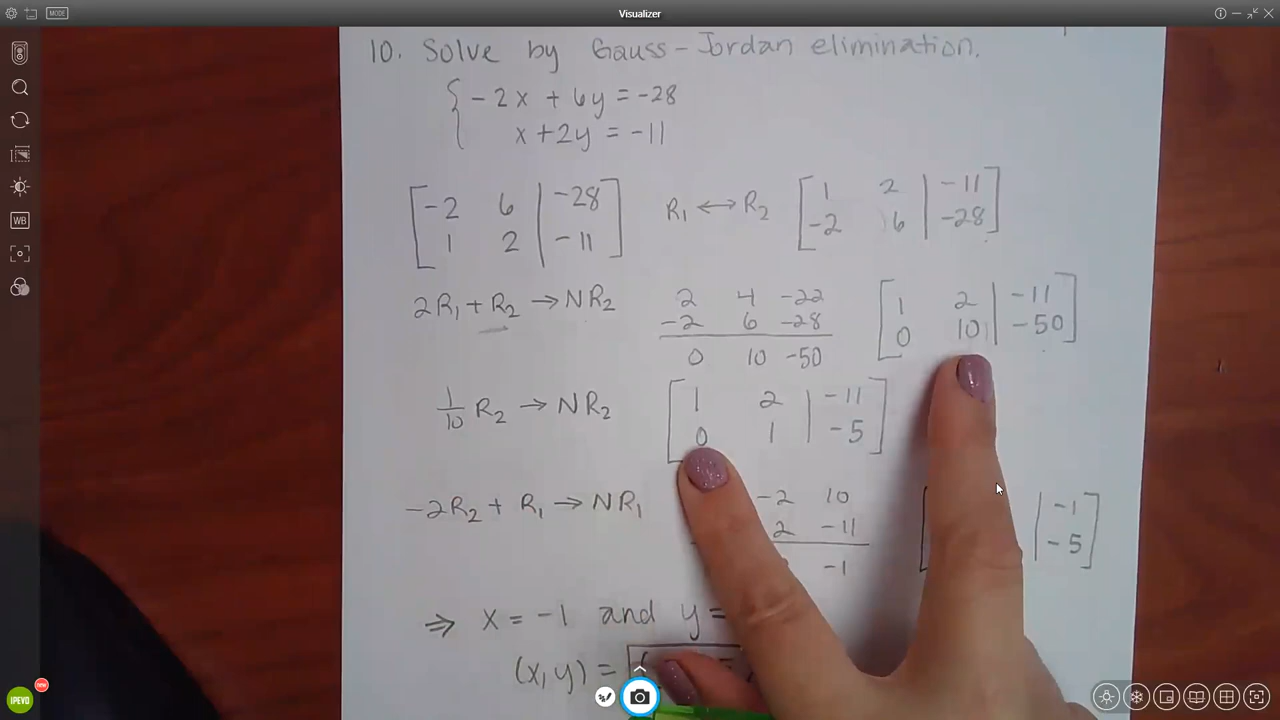 Visualizer
MODE
WB
10. Solve by Gauss-Jordan elimination.
{ -2x + 6y = -28
x + 2y = -11
[ -2 6 | -28 ] R₁ ⟷ R₂ [ 1 2 | -11 ]
[ 1 2 | -11 ] [ -2 6 | -28 ]
2R₁ + R₂ → NR₂ 2 4 -22 [ 1 2 | -11 ]
-2 6 -28 [ 0 10 | -50 ]
0 10 -50
1/10 R₂ → NR₂ [ 1 2 | -11 ]
[ 0 1 | -5 ]
-2R₂ + R₁ → NR₁ -2 10 | -1 ]
2 -11 | -5 ]
-1
⇒ x = -1 and y =
(x,y) =
IPEVO
new